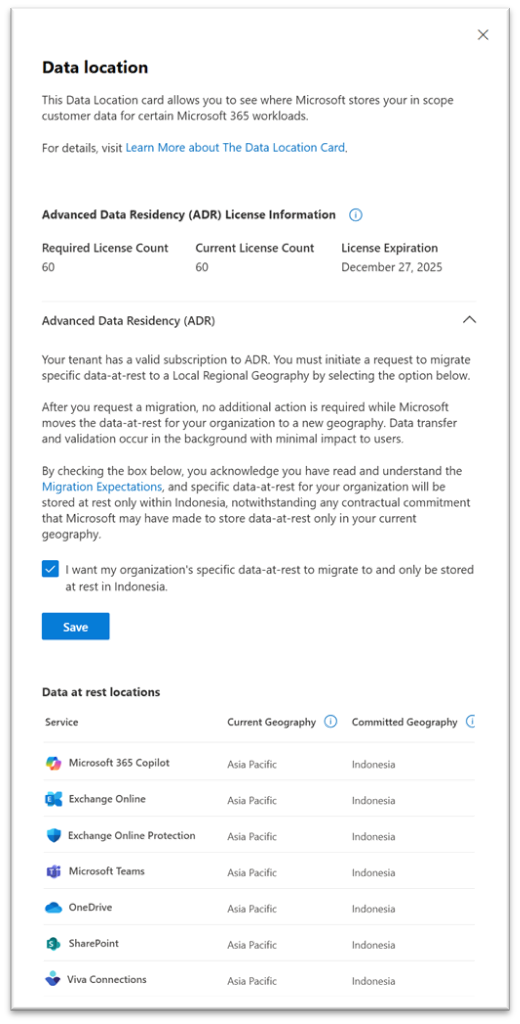 Data location
This Data Location card allows you to see where Microsoft stores your in scope
customer data for certain Microsoft 365 workloads.
For details, visit Learn More about The Data Location Card.
Advanced Data Residency (ADR) License Information
Required License Count Current License Count License Expiration
60 60 December 27, 2025
Advanced Data Residency (ADR)
Your tenant has a valid subscription to ADR. You must initiate a request to migrate
specific data-at-rest to a Local Regional Geography by selecting the option below.
After you request a migration, no additional action is required while Microsoft
moves the data-at-rest for your organization to a new geography. Data transfer
and validation occur in the background with minimal impact to users.
By checking the box below, you acknowledge you have read and understand the
Migration Expectations, and specific data-at-rest for your organization will be
stored at rest only within Indonesia, notwithstanding any contractual commitment
that Microsoft may have made to store data-at-rest only in your current
geography.
I want my organization's specific data-at-rest to migrate to and only be stored
at rest in Indonesia.
Save
Data at rest locations
Service Current Geography Committed Geography
Microsoft 365 Copilot Asia Pacific Indonesia
Exchange Online Asia Pacific Indonesia
Exchange Online Protection Asia Pacific Indonesia
Microsoft Teams Asia Pacific Indonesia
OneDrive Asia Pacific Indonesia
SharePoint Asia Pacific Indonesia
Viva Connections Asia Pacific Indonesia